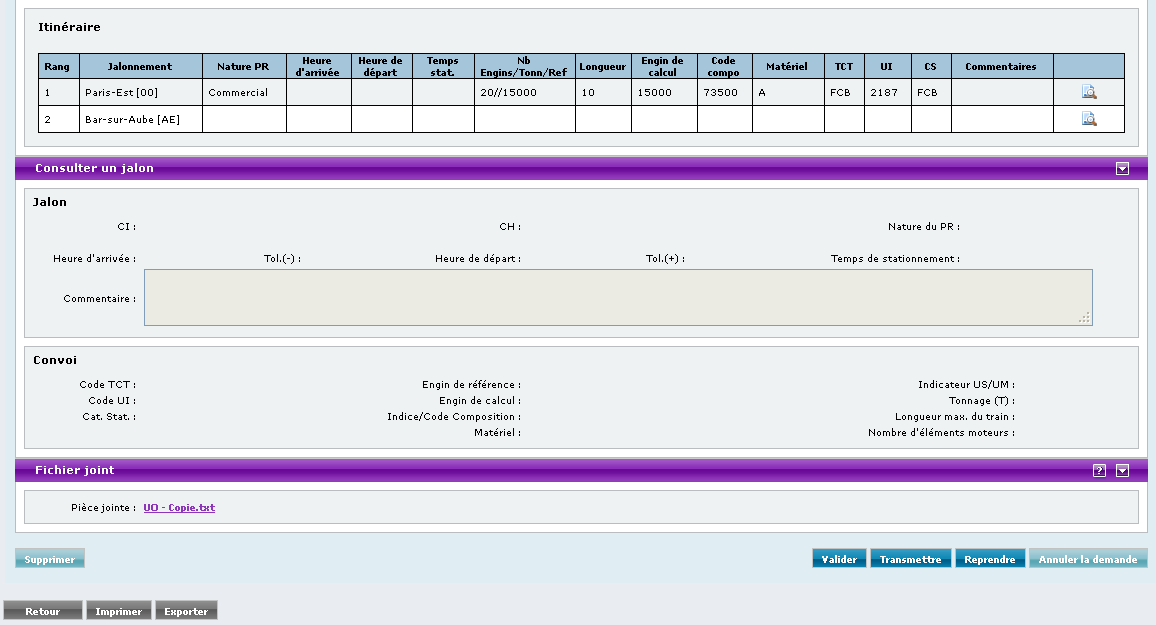 Itinéraire
Rang Jalonnement Nature PR Heure d'arrivée Heure de départ Temps stat. Nb Engins/Tonn/Ref Longueur Engin de calcul Code compo Matériel TCT UI CS Commentaires
1 Paris-Est [00] Commercial 20//15000 10 15000 73500 A FCB 2187 FCB
2 Bar-sur-Aube [AE]
Consulter un jalon
Jalon
CI : CH : Nature du PR :
Heure d'arrivée : Tol.(-) : Heure de départ : Tol.(+) : Temps de stationnement :
Commentaire :
Convoi
Code TCT : Engin de référence : Indicateur US/UM :
Code UI : Engin de calcul : Tonnage (T) :
Cat. Stat. : Indice/Code Composition : Longueur max. du train :
Matériel : Nombre d'éléments moteurs :
Fichier joint ?
Pièce jointe : UO - Copie.txt
Supprimer Valider Transmettre Reprendre Annuler la demande
Retour Imprimer Exporter